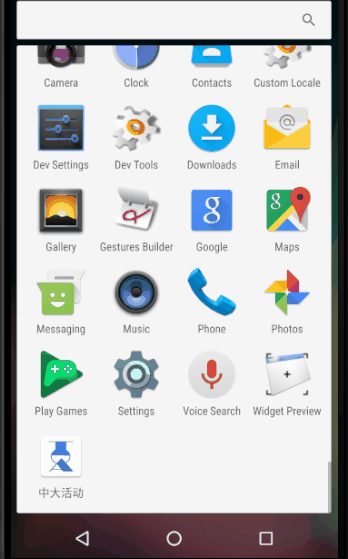 Camera Clock Contacts Custom Locale
Dev Settings Dev Tools Downloads Email
@
Gallery Gestures Builder Google Maps
g
8
Messaging Music Phone Photos
Play Games Settings Voice Search Widget Preview
中大活动